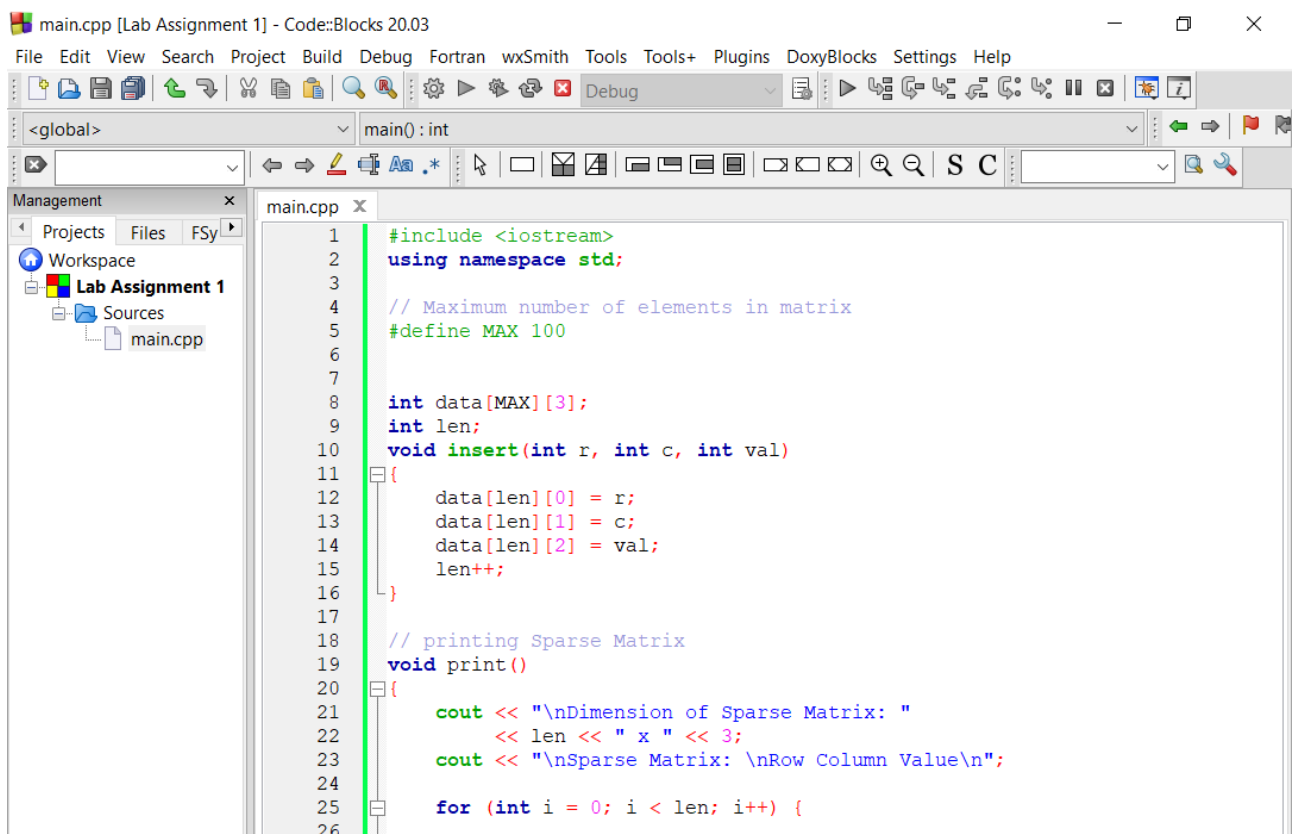 main.cpp [Lab Assignment 1] - Code::Blocks 20.03
File Edit View Search Project Build Debug Fortran wxSmith Tools Tools+ Plugins DoxyBlocks Settings Help
Debug
<global> main() : int
Aa .* S C
Management
Projects Files FSy
main.cpp
Workspace
Lab Assignment 1
Sources
main.cpp
1 #include <iostream>
2 using namespace std;
3
4 // Maximum number of elements in matrix
5 #define MAX 100
6
7
8 int data[MAX][3];
9 int len;
10 void insert(int r, int c, int val)
11 {
12     data[len][0] = r;
13     data[len][1] = c;
14     data[len][2] = val;
15     len++;
16 }
17
18 // printing Sparse Matrix
19 void print()
20 {
21     cout << "\nDimension of Sparse Matrix: "
22          << len << " x " << 3;
23     cout << "\nSparse Matrix: \nRow Column Value\n";
24
25     for (int i = 0; i < len; i++) {
26